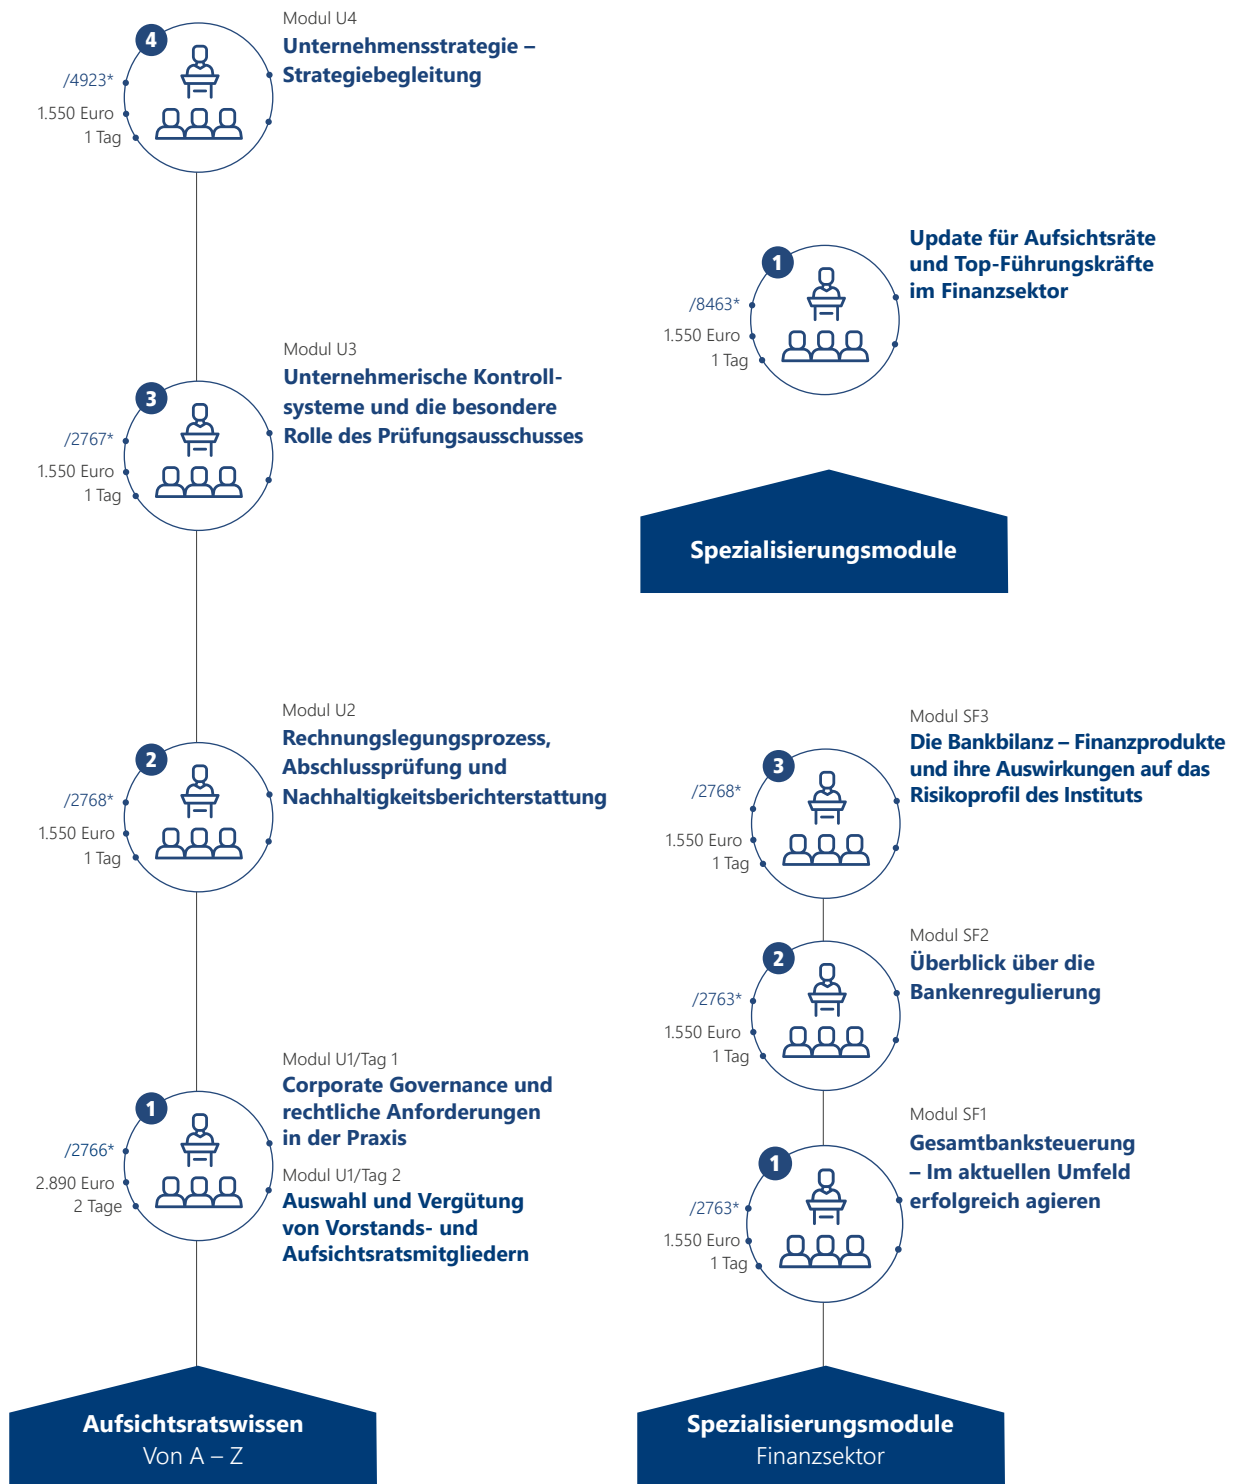 Modul U4
Unternehmensstrategie –
Strategiebegleitung
4
/4923*
1.550 Euro
1 Tag
Modul U3
Unternehmerische Kontroll-
systeme und die besondere
Rolle des Prüfungsausschusses
3
/2767*
1.550 Euro
1 Tag
Modul U2
Rechnungslegungsprozess,
Abschlussprüfung und
Nachhaltigkeitsberichterstattung
2
/2768*
1.550 Euro
1 Tag
Modul U1/Tag 1
Corporate Governance und
rechtliche Anforderungen
in der Praxis
Modul U1/Tag 2
Auswahl und Vergütung
von Vorstands- und
Aufsichtsratsmitgliedern
1
/2766*
2.890 Euro
2 Tage
Aufsichtsratswissen
Von A – Z
Update für Aufsichtsräte
und Top-Führungskräfte
im Finanzsektor
1
/8463*
1.550 Euro
1 Tag
Spezialisierungsmodule
Modul SF3
Die Bankbilanz – Finanzprodukte
und ihre Auswirkungen auf das
Risikoprofil des Instituts
3
/2768*
1.550 Euro
1 Tag
Modul SF2
Überblick über die
Bankenregulierung
2
/2763*
1.550 Euro
1 Tag
Modul SF1
Gesamtbanksteuerung
– Im aktuellen Umfeld
erfolgreich agieren
1
/2763*
1.550 Euro
1 Tag
Spezialisierungsmodule
Finanzsektor